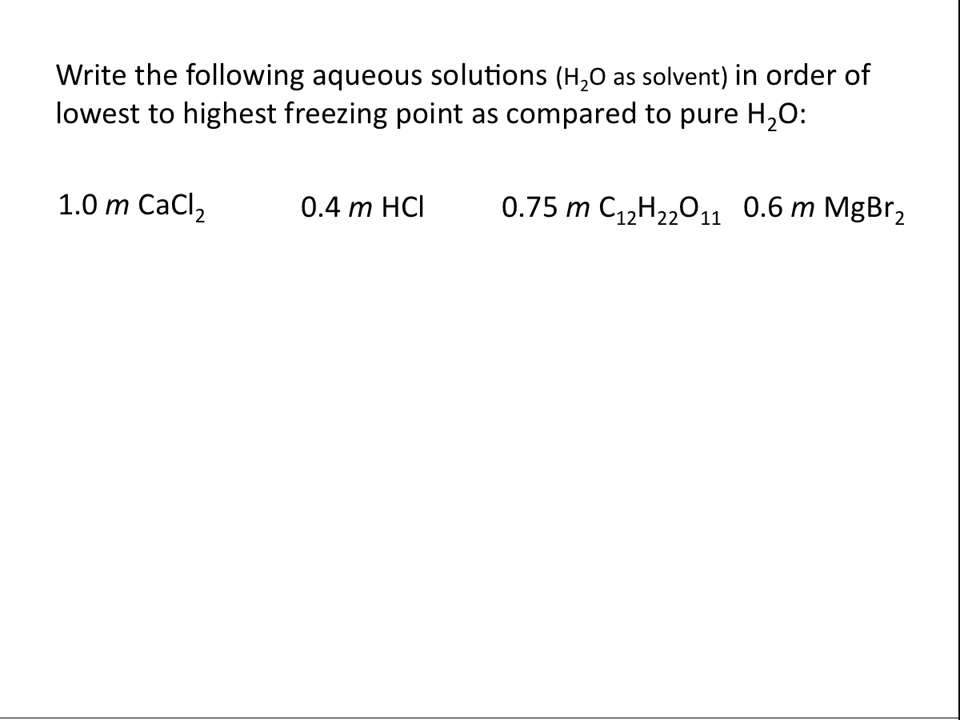 Write the following aqueous solutions (H₂O as solvent) in order of
lowest to highest freezing point as compared to pure H₂O:
1.0 m CaCl₂ 0.4 m HCl 0.75 m C₁₂H₂₂O₁₁ 0.6 m MgBr₂